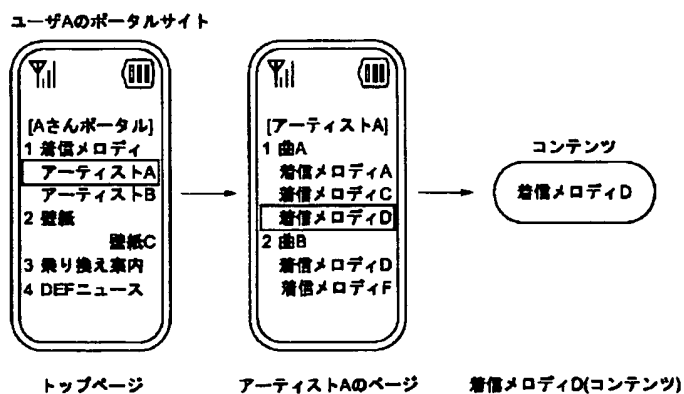 ユーザAのポータルサイト
[Aさんポータル]
1 着信メロディ
アーティストA
アーティストB
2 壁紙
壁紙C
3 乗り換え案内
4 DEFニュース
トップページ
[アーティストA]
1 曲A
着信メロディA
着信メロディC
着信メロディD
2 曲B
着信メロディD
着信メロディF
アーティストAのページ
コンテンツ
着信メロディD
着信メロディD(コンテンツ)